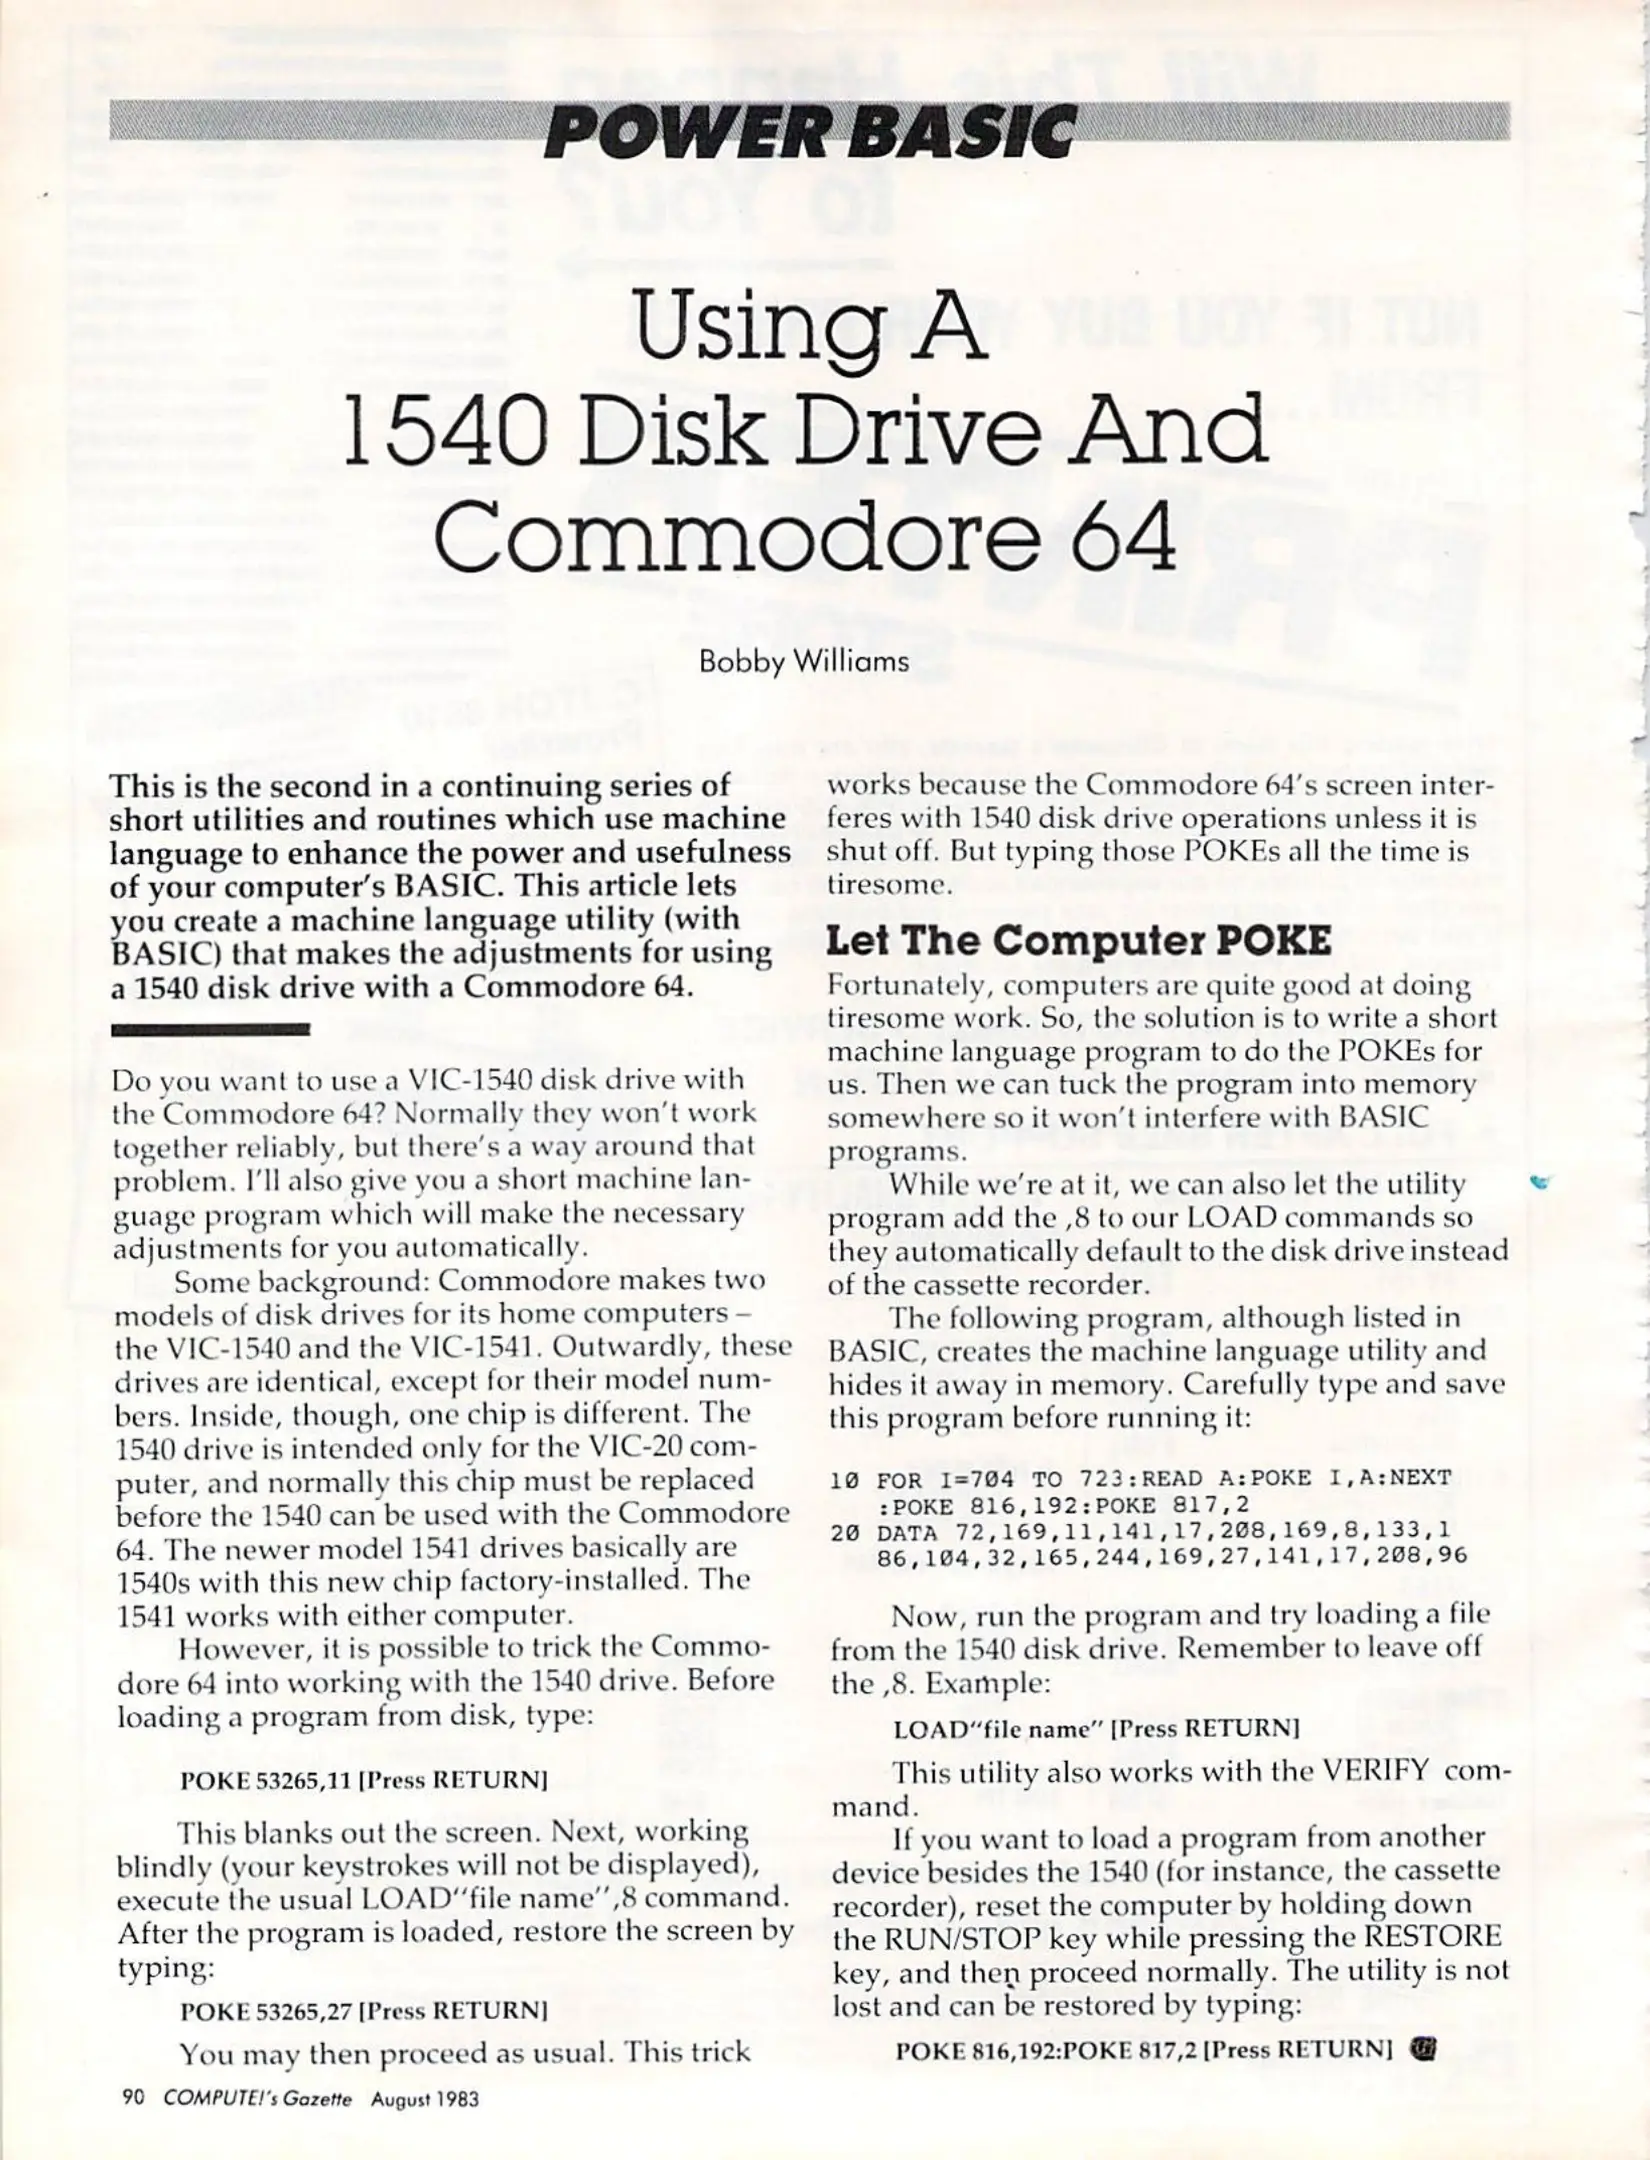 POWER BASIC
Using A
1540 Disk Drive And
Commodore 64
Bobby Williams
This is the second in a continuing series of
short utilities and routines which use machine
language to enhance the power and usefulness
of your computer's BASIC. This article lets
you create a machine language utility (with
BASIC) that makes the adjustments for using
a 1540 disk drive with a Commodore 64.
Do you want to use a VIC-1540 disk drive with
the Commodore 64? Normally they won't work
together reliably, but there's a way around that
problem. I'll also give you a short machine lan-
guage program which will make the necessary
adjustments for you automatically.
Some background: Commodore makes two
models of disk drives for its home computers –
the VIC-1540 and the VIC-1541. Outwardly, these
drives are identical, except for their model num-
bers. Inside, though, one chip is different. The
1540 drive is intended only for the VIC-20 com-
puter, and normally this chip must be replaced
before the 1540 can be used with the Commodore
64. The newer model 1541 drives basically are
1540s with this new chip factory-installed. The
1541 works with either computer.
However, it is possible to trick the Commo-
dore 64 into working with the 1540 drive. Before
loading a program from disk, type:
POKE 53265,11 [Press RETURN]
This blanks out the screen. Next, working
blindly (your keystrokes will not be displayed),
execute the usual LOAD"file name",8 command.
After the program is loaded, restore the screen by
typing:
POKE 53265,27 [Press RETURN]
You may then proceed as usual. This trick
works because the Commodore 64's screen inter-
feres with 1540 disk drive operations unless it is
shut off. But typing those POKEs all the time is
tiresome.
Let The Computer POKE
Fortunately, computers are quite good at doing
tiresome work. So, the solution is to write a short
machine language program to do the POKEs for
us. Then we can tuck the program into memory
somewhere so it won't interfere with BASIC
programs.
While we're at it, we can also let the utility
program add the ,8 to our LOAD commands so
they automatically default to the disk drive instead
of the cassette recorder.
The following program, although listed in
BASIC, creates the machine language utility and
hides it away in memory. Carefully type and save
this program before running it:
10 FOR I=704 TO 723:READ A:POKE I,A:NEXT
:POKE 816,192:POKE 817,2
20 DATA 72,169,11,141,17,208,169,8,133,1
86,104,32,165,244,169,27,141,17,208,96
Now, run the program and try loading a file
from the 1540 disk drive. Remember to leave off
the ,8. Example:
LOAD"file name" [Press RETURN]
This utility also works with the VERIFY com-
mand.
If you want to load a program from another
device besides the 1540 (for instance, the cassette
recorder), reset the computer by holding down
the RUN/STOP key while pressing the RESTORE
key, and then proceed normally. The utility is not
lost and can be restored by typing:
POKE 816,192:POKE 817,2 [Press RETURN]
90 COMPUTE!'s Gazette August 1983